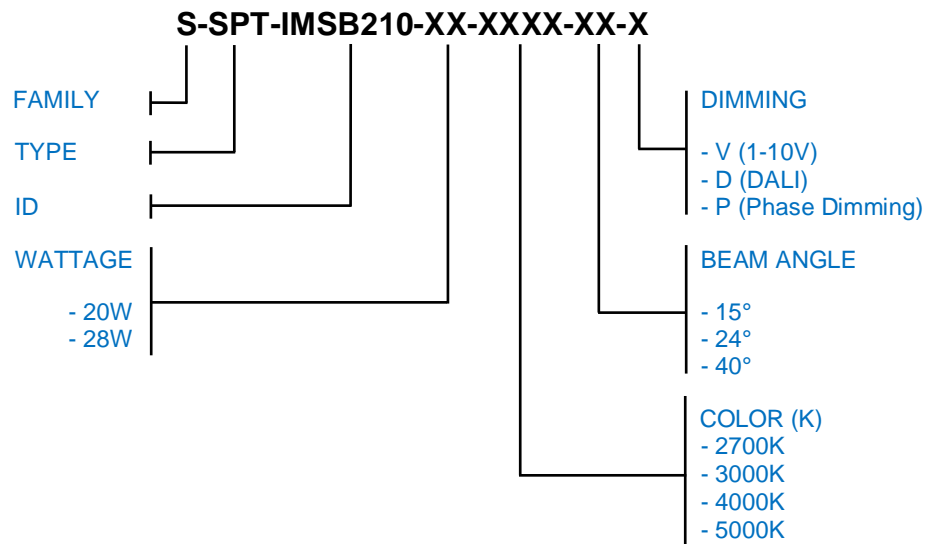 S-SPT-IMSB210-XX-XXXX-XX-X
FAMILY
TYPE
ID
WATTAGE
- 20W
- 28W
DIMMING
- V (1-10V)
- D (DALI)
- P (Phase Dimming)
BEAM ANGLE
- 15°
- 24°
- 40°
COLOR (K)
- 2700K
- 3000K
- 4000K
- 5000K